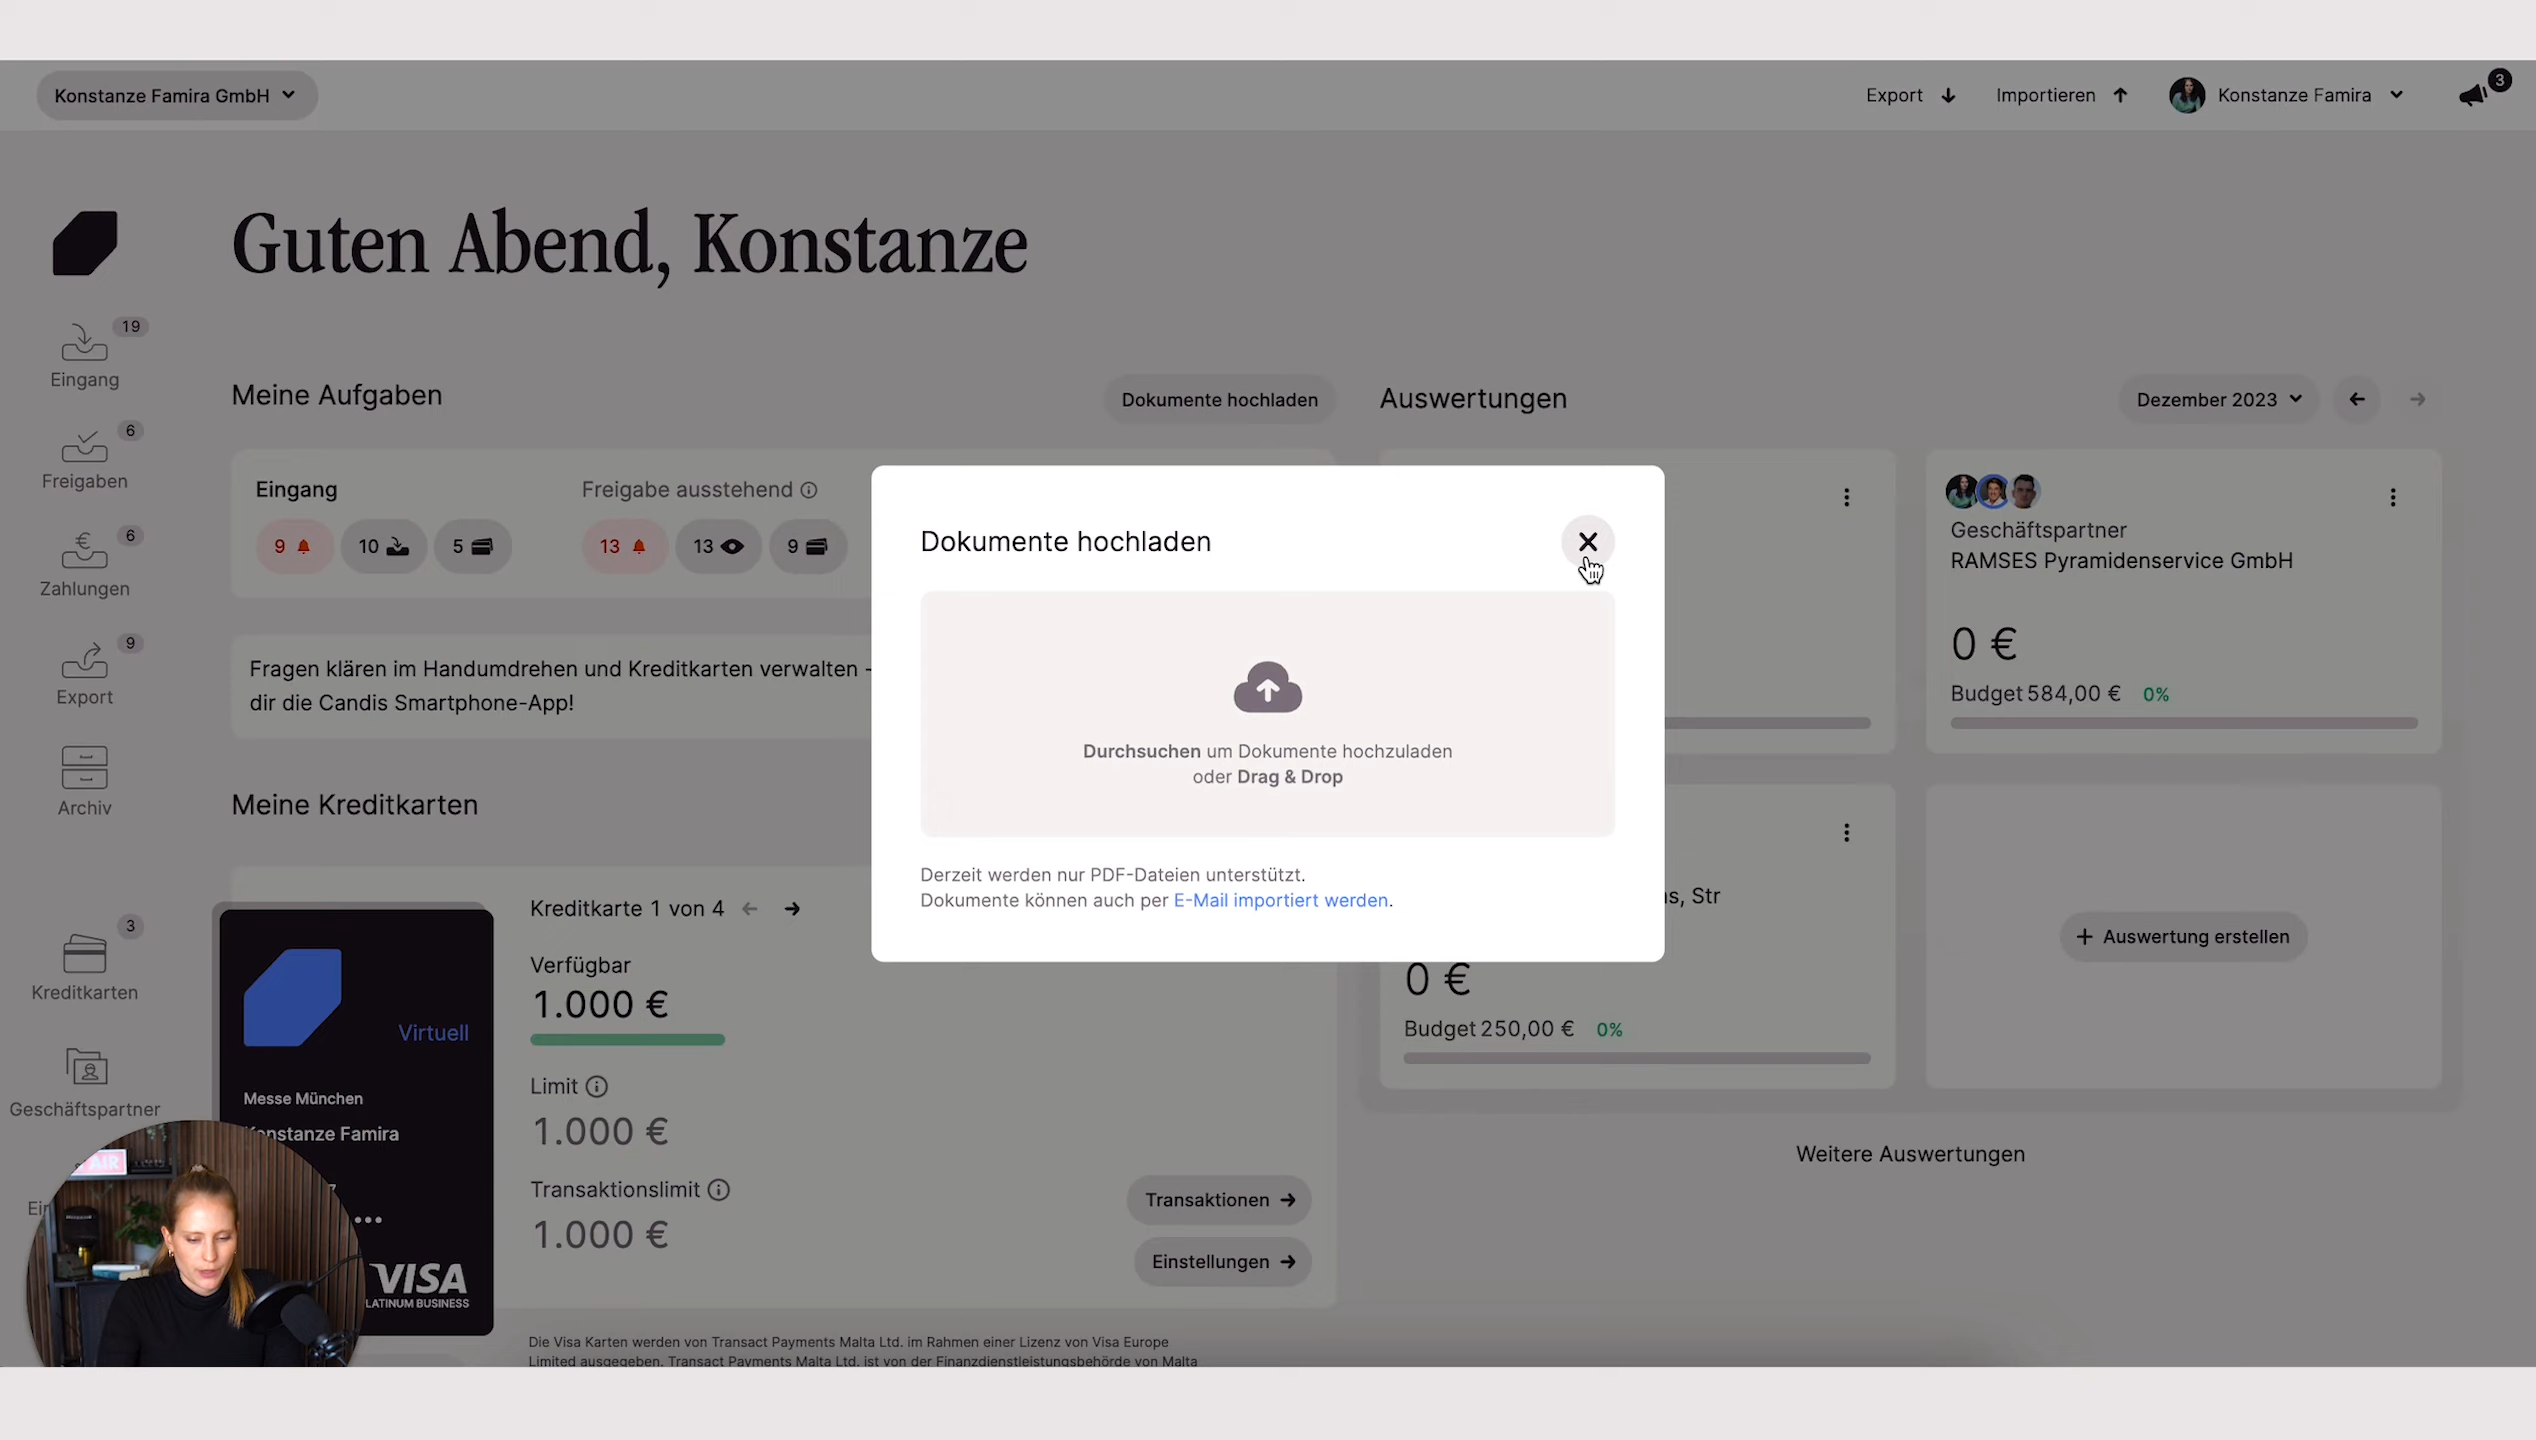 Konstanze Famira GmbH
Export
Importieren
Konstanze Famira
3
Guten Abend, Konstanze
19
Eingang
6
Freigaben
6
Zahlungen
9
Export
Archiv
3
Kreditkarten
Geschäftspartner
Meine Aufgaben
Dokumente hochladen
Eingang
9
10
5
Freigabe ausstehend
13
13
9
Fragen klären im Handumdrehen und Kreditkarten verwalten -
dir die Candis Smartphone-App!
Meine Kreditkarten
Virtuell
Messe München
Konstanze Famira
VISA
PLATINUM BUSINESS
AIR
Kreditkarte 1 von 4
Verfügbar
1.000 €
Limit
1.000 €
Transaktionslimit
1.000 €
Transaktionen
Einstellungen
Die Visa Karten werden von Transact Payments Malta Ltd. im Rahmen einer Lizenz von Visa Europe
Limited ausgegeben. Transact Payments Malta Ltd. ist von der Finanzdienstleistungsbehörde von Malta
Dokumente hochladen
Durchsuchen um Dokumente hochzuladen
oder Drag & Drop
Derzeit werden nur PDF-Dateien unterstützt.
Dokumente können auch per E-Mail importiert werden.
Auswertungen
Dezember 2023
Geschäftspartner
RAMSES Pyramidenservice GmbH
0 €
Budget 584,00 € 0%
s, Str
0 €
Budget 250,00 € 0%
+ Auswertung erstellen
Weitere Auswertungen